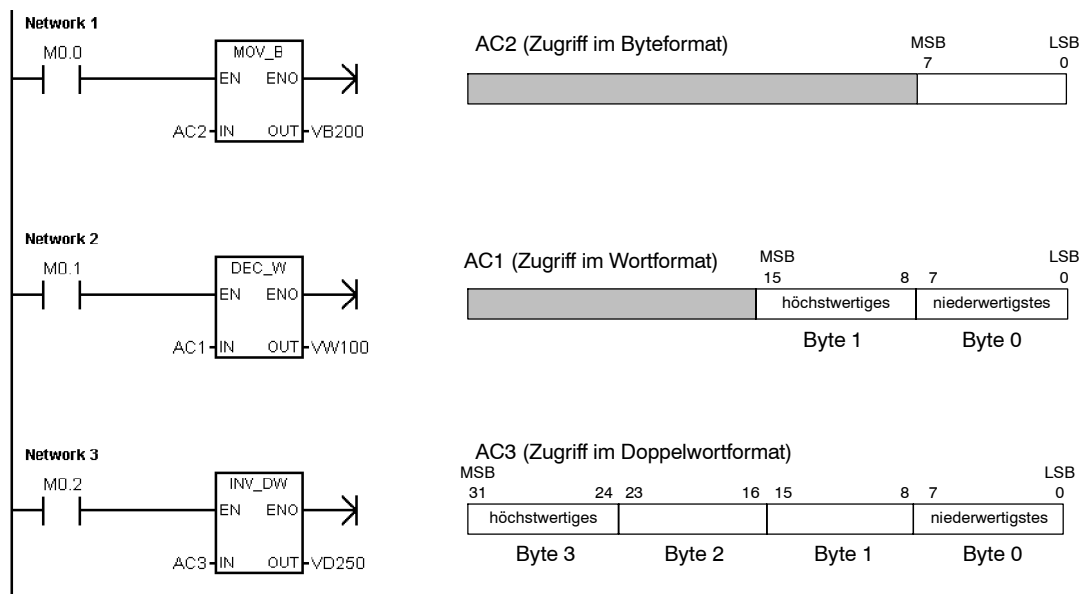 Network 1
M0.0
MOV_B
EN ENO
AC2 IN OUT VB200
AC2 (Zugriff im Byteformat)
MSB LSB
7 0
Network 2
M0.1
DEC_W
EN ENO
AC1 IN OUT VW100
AC1 (Zugriff im Wortformat)
MSB LSB
15 8 7 0
höchstwertiges niederwertigstes
Byte 1 Byte 0
Network 3
M0.2
INV_DW
EN ENO
AC3 IN OUT VD250
AC3 (Zugriff im Doppelwortformat)
MSB LSB
31 24 23 16 15 8 7 0
höchstwertiges niederwertigstes
Byte 3 Byte 2 Byte 1 Byte 0